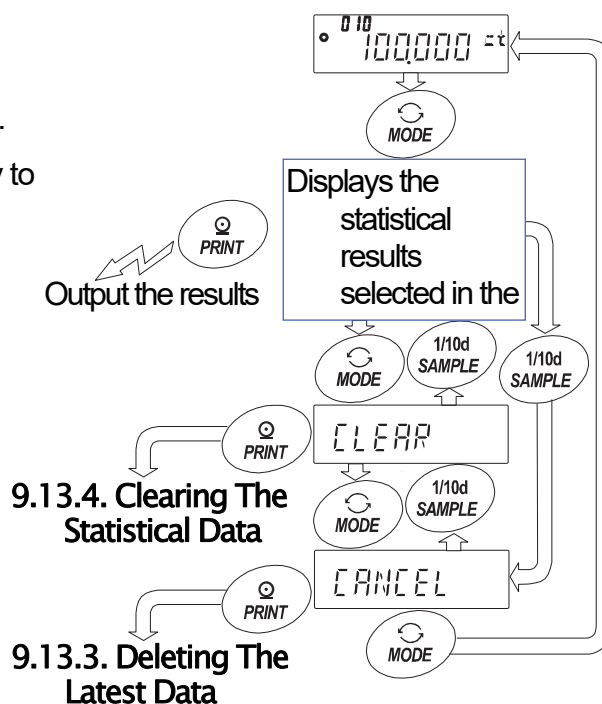 010
100.000 ct
MODE
.
y to
Displays the
statistical
results
selected in the
PRINT
Output the results
MODE
1/10d
SAMPLE
1/10d
SAMPLE
PRINT
CLEAR
9.13.4. Clearing The
Statistical Data
MODE
1/10d
SAMPLE
PRINT
CANCEL
9.13.3. Deleting The
Latest Data
MODE